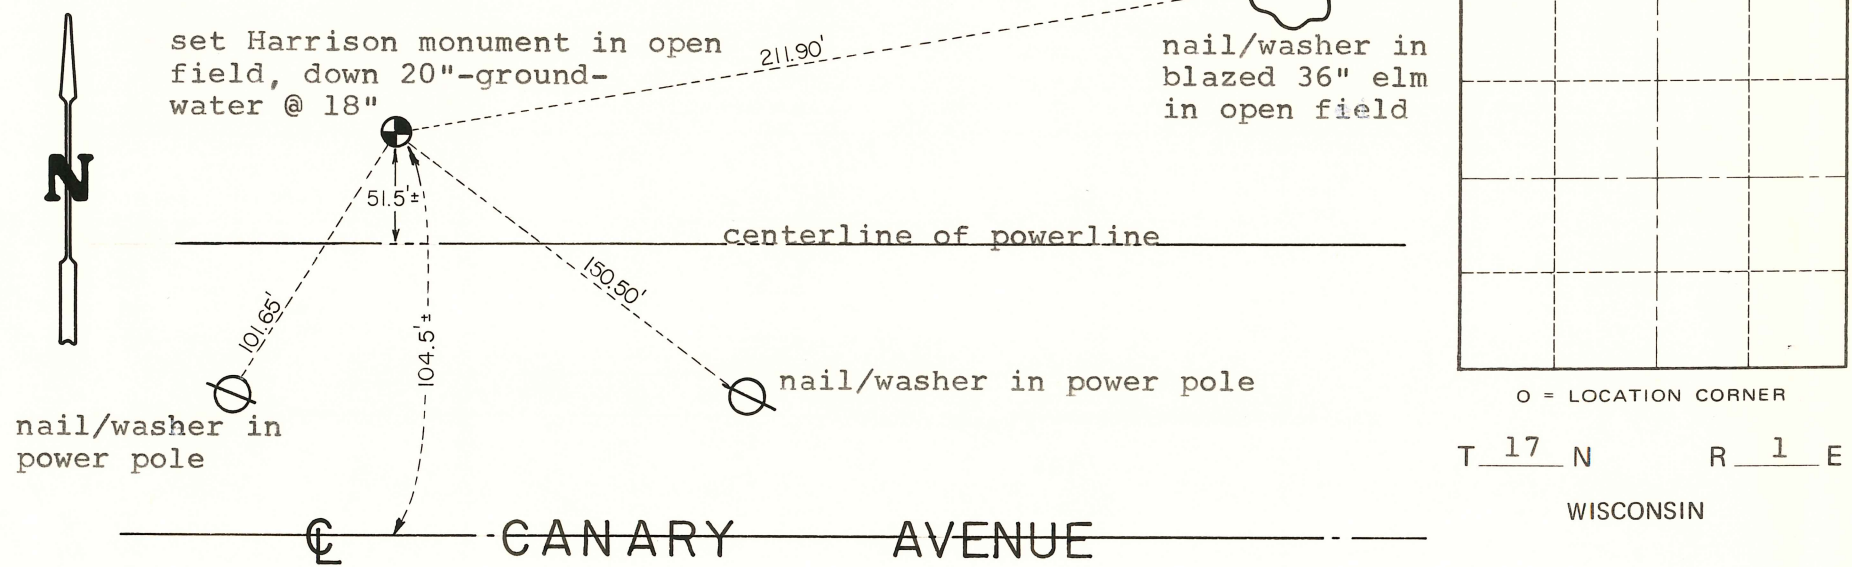 set Harrison monument in open
field, down 20"-ground-
water @ 18"
211.90'
nail/washer in
blazed 36" elm
in open field
N
51.5'±
centerline of powerline
101.65'
150.50'
104.5'±
nail/washer in power pole
nail/washer in
power pole
℄ CANARY AVENUE
O = LOCATION CORNER
T 17 N R 1 E
WISCONSIN